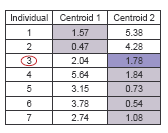 Individual Centroid 1 Centroid 2
1 1.57 5.38
2 0.47 4.28
3 2.04 1.78
4 5.64 1.84
5 3.15 0.73
6 3.78 0.54
7 2.74 1.08